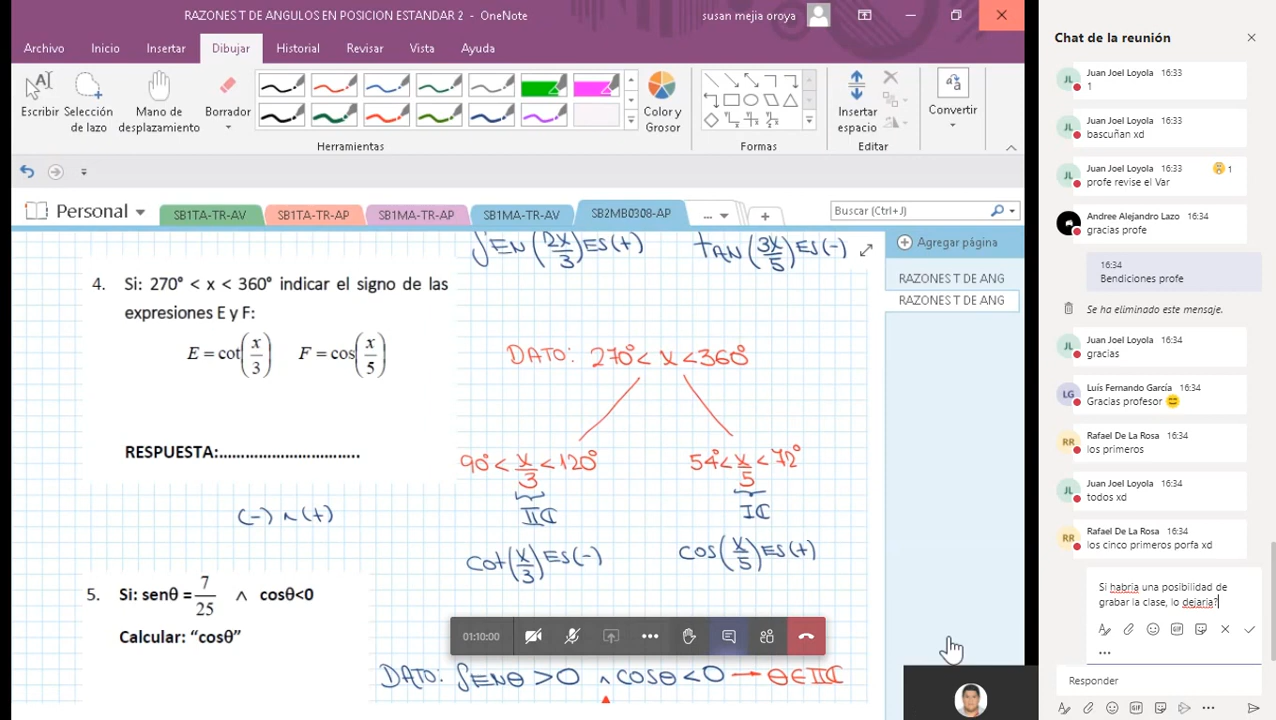 RAZONES T DE ANGULOS EN POSICION ESTANDAR 2 - OneNote
susan mejia oroya
Archivo Inicio Insertar Dibujar Historial Revisar Vista Ayuda
Escribir
Selección de lazo
Mano de desplazamiento
Borrador
Color y Grosor
Insertar espacio
Convertir
Herramientas
Formas
Editar
Personal
SB1TA-TR-AV
SB1TA-TR-AP
SB1MA-TR-AP
SB1MA-TR-AV
SB2MB0308-AP
...
Buscar (Ctrl+J)
Agregar página
RAZONES T DE ANG
RAZONES T DE ANG
SEN(2x/3) ES (+)
TAN(3x/5) ES (-)
4. Si: 270° < x < 360° indicar el signo de las
expresiones E y F:
E = cot(x/3) F = cos(x/5)
RESPUESTA:..............................
(-) ∧ (+)
DATO: 270° < x < 360°
90° < x/3 < 120°
54° < x/5 < 72°
IIC
IC
Cot(x/3) ES (-)
COS(x/5) ES (+)
5. Si: senθ = 7/25 ∧ cosθ<0
Calcular: “cosθ”
01:10:00
DATO: SENθ > 0 ∧ COSθ < 0 → θ ∈ IIC
Chat de la reunión
JL
Juan Joel Loyola 16:33
1
JL
Juan Joel Loyola 16:33
bascuñan xd
JL
Juan Joel Loyola 16:33
1
profe revise el Var
Andree Alejandro Lazo 16:34
gracias profe
16:34
Bendiciones profe
Se ha eliminado este mensaje.
JL
Juan Joel Loyola 16:34
gracias
LG
Luís Fernando García 16:34
Gracias profesor
RR
Rafael De La Rosa 16:34
los primeros
JL
Juan Joel Loyola 16:34
todos xd
RR
Rafael De La Rosa 16:34
los cinco primeros porfa xd
Si habria una posibilidad de
grabar la clase, lo dejaria?
Responder